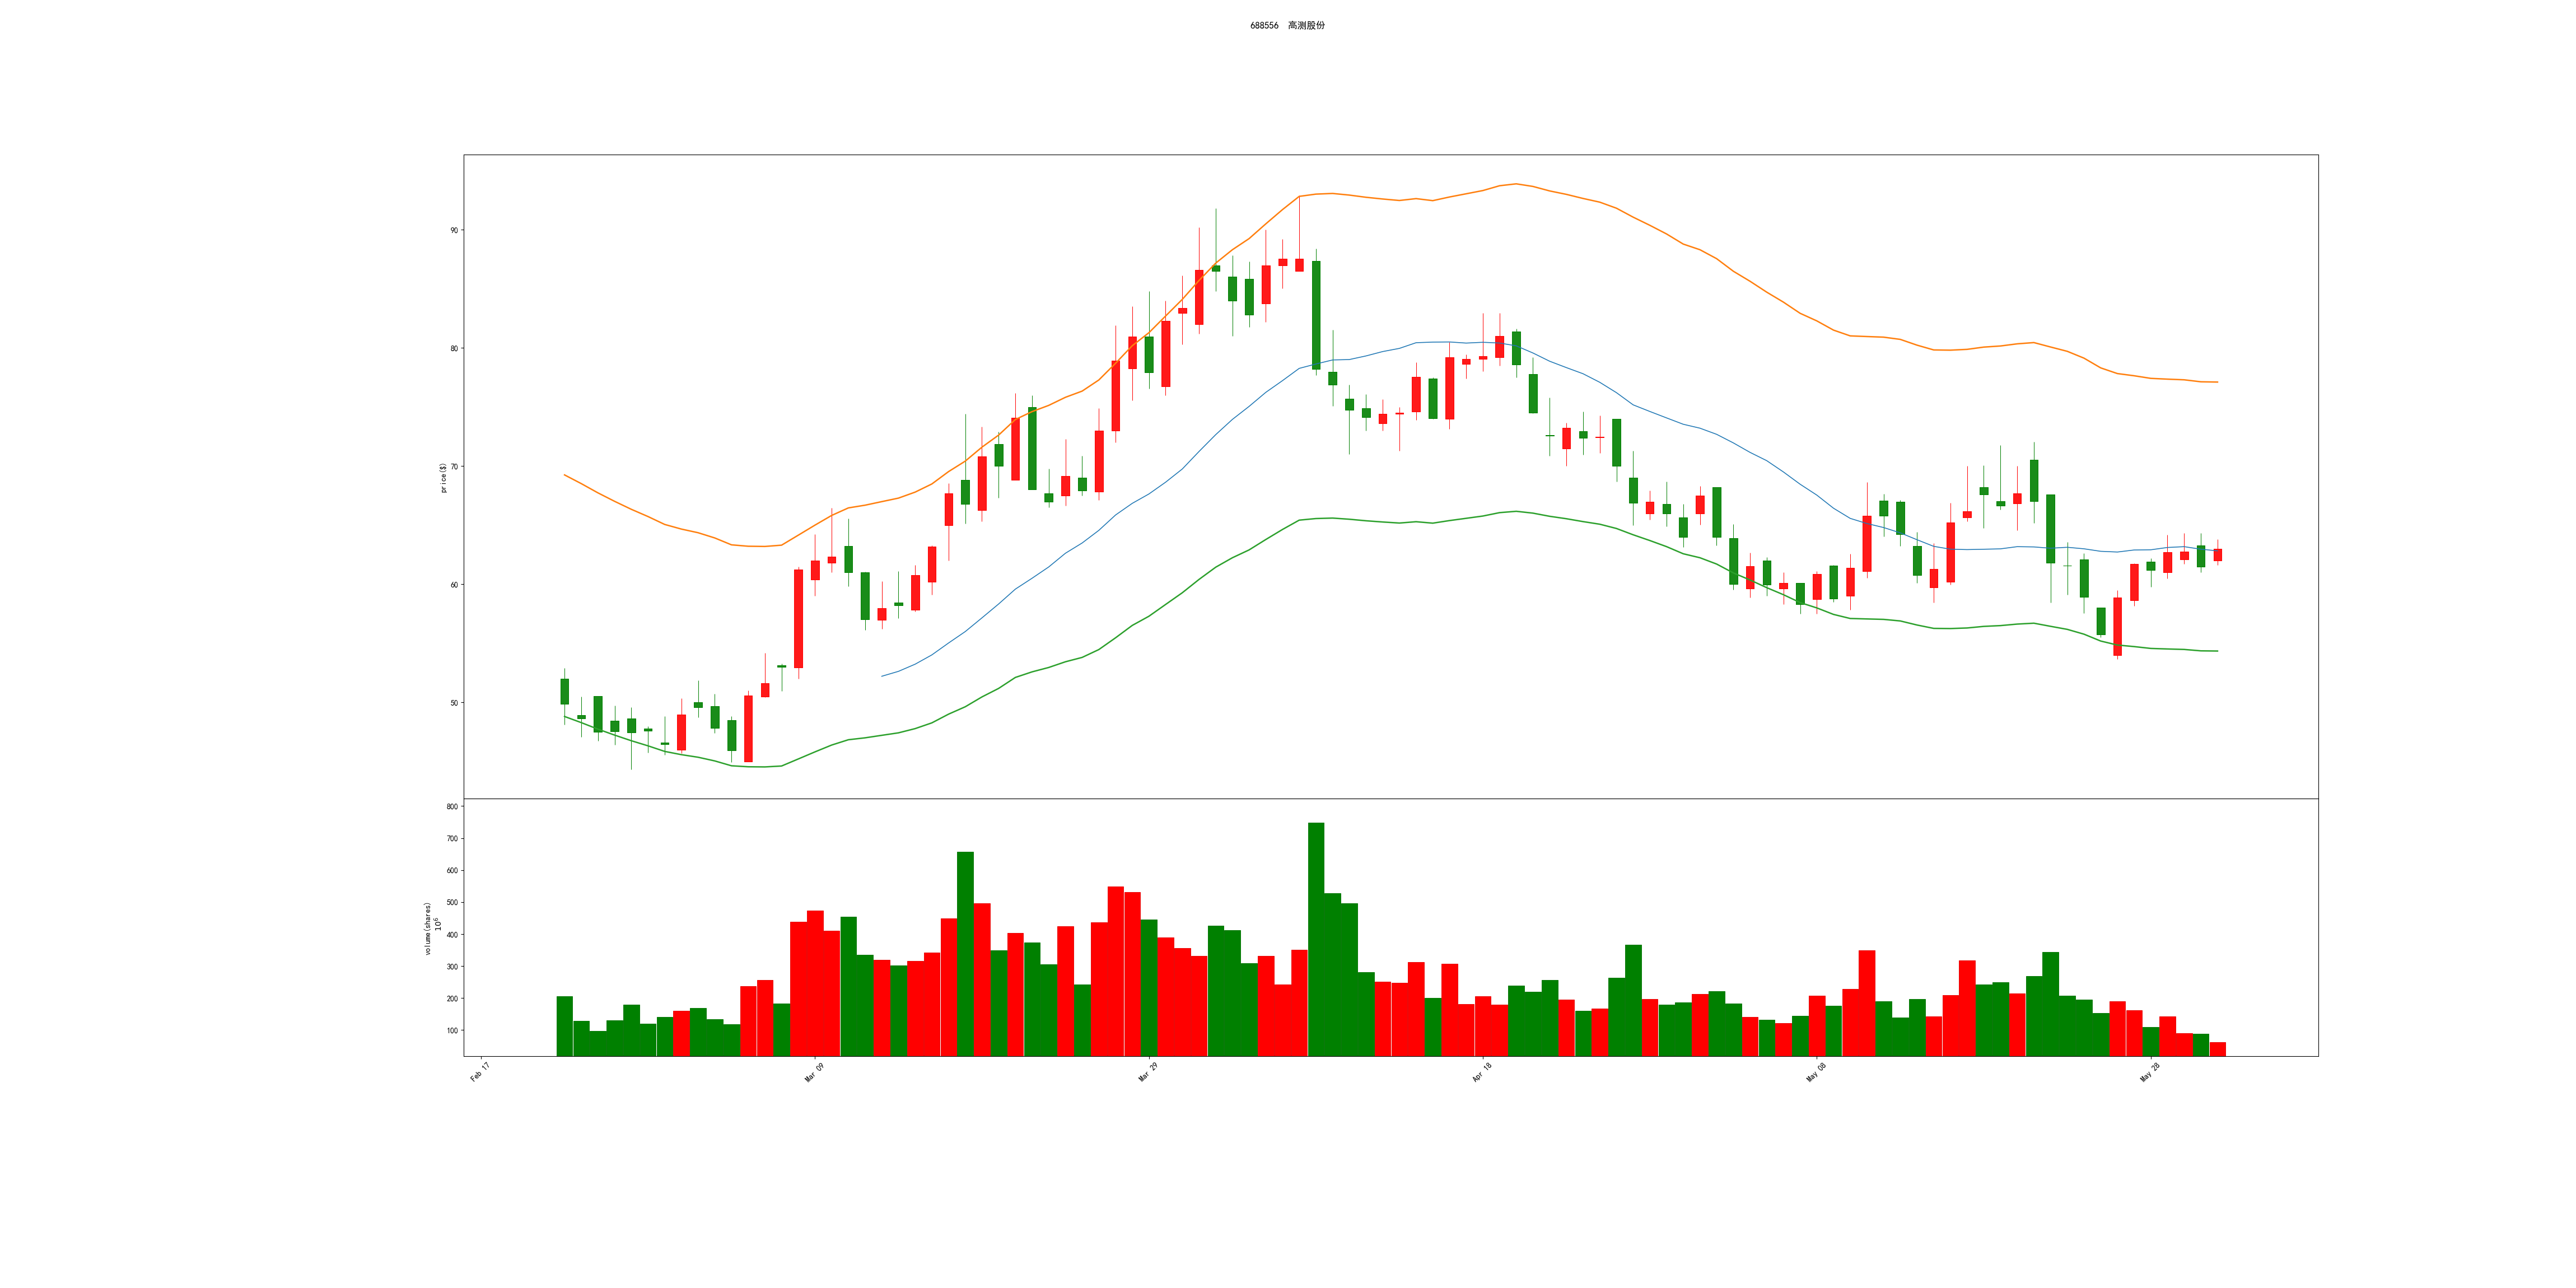 688556 高测股份
90
80
70
60
50
price($)
800
700
600
500
400
300
200
100
volume(shares)
10^6
Feb 17
Mar 09
Mar 29
Apr 18
May 08
May 28